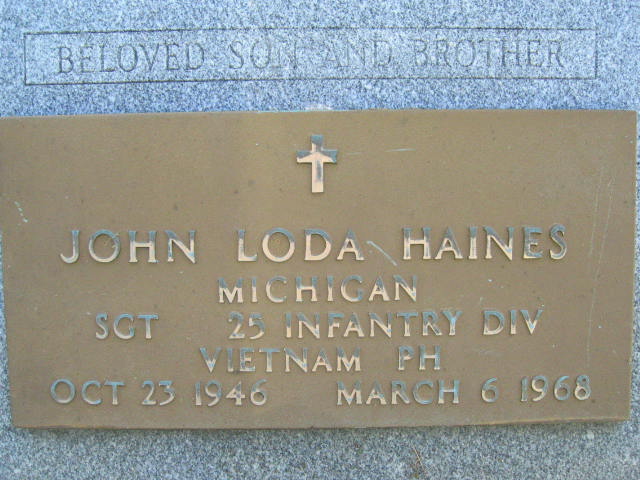 BELOVED SON AND BROTHER
JOHN LODA HAINES
MICHIGAN
SGT 25 INFANTRY DIV
VIETNAM PH
OCT 23 1946 MARCH 6 1968